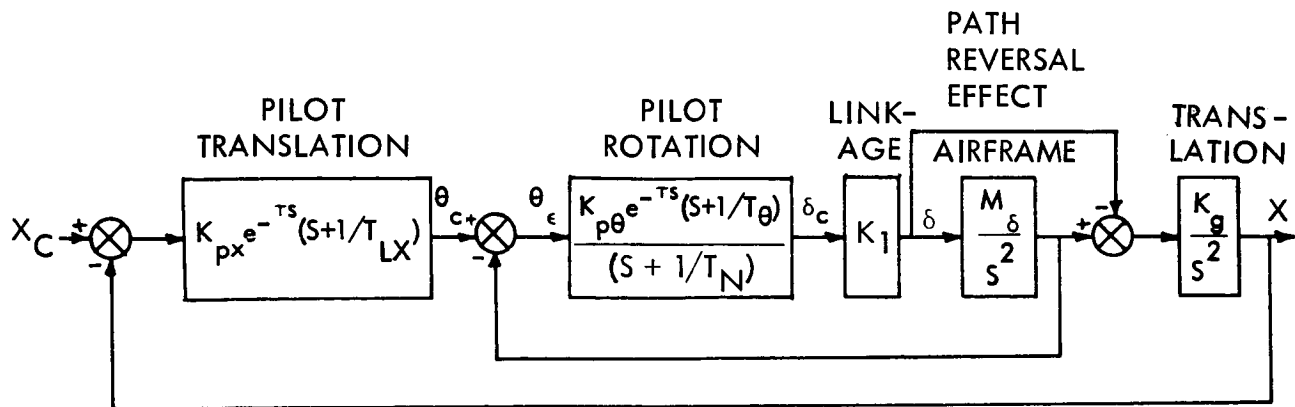 PATH
REVERSAL
EFFECT
PILOT
TRANSLATION
PILOT
ROTATION
LINK-
AGE
AIRFRAME
TRANS-
LATION
X_C
+
-
K_px e^-τs (S+1/T_LX)
θ_c+
-
θ_ϵ
K_pθ e^-τs (S+1/T_θ)
(S + 1/T_N)
δ_c
K_1
δ
M_δ
S^2
+
-
K_g
S^2
X